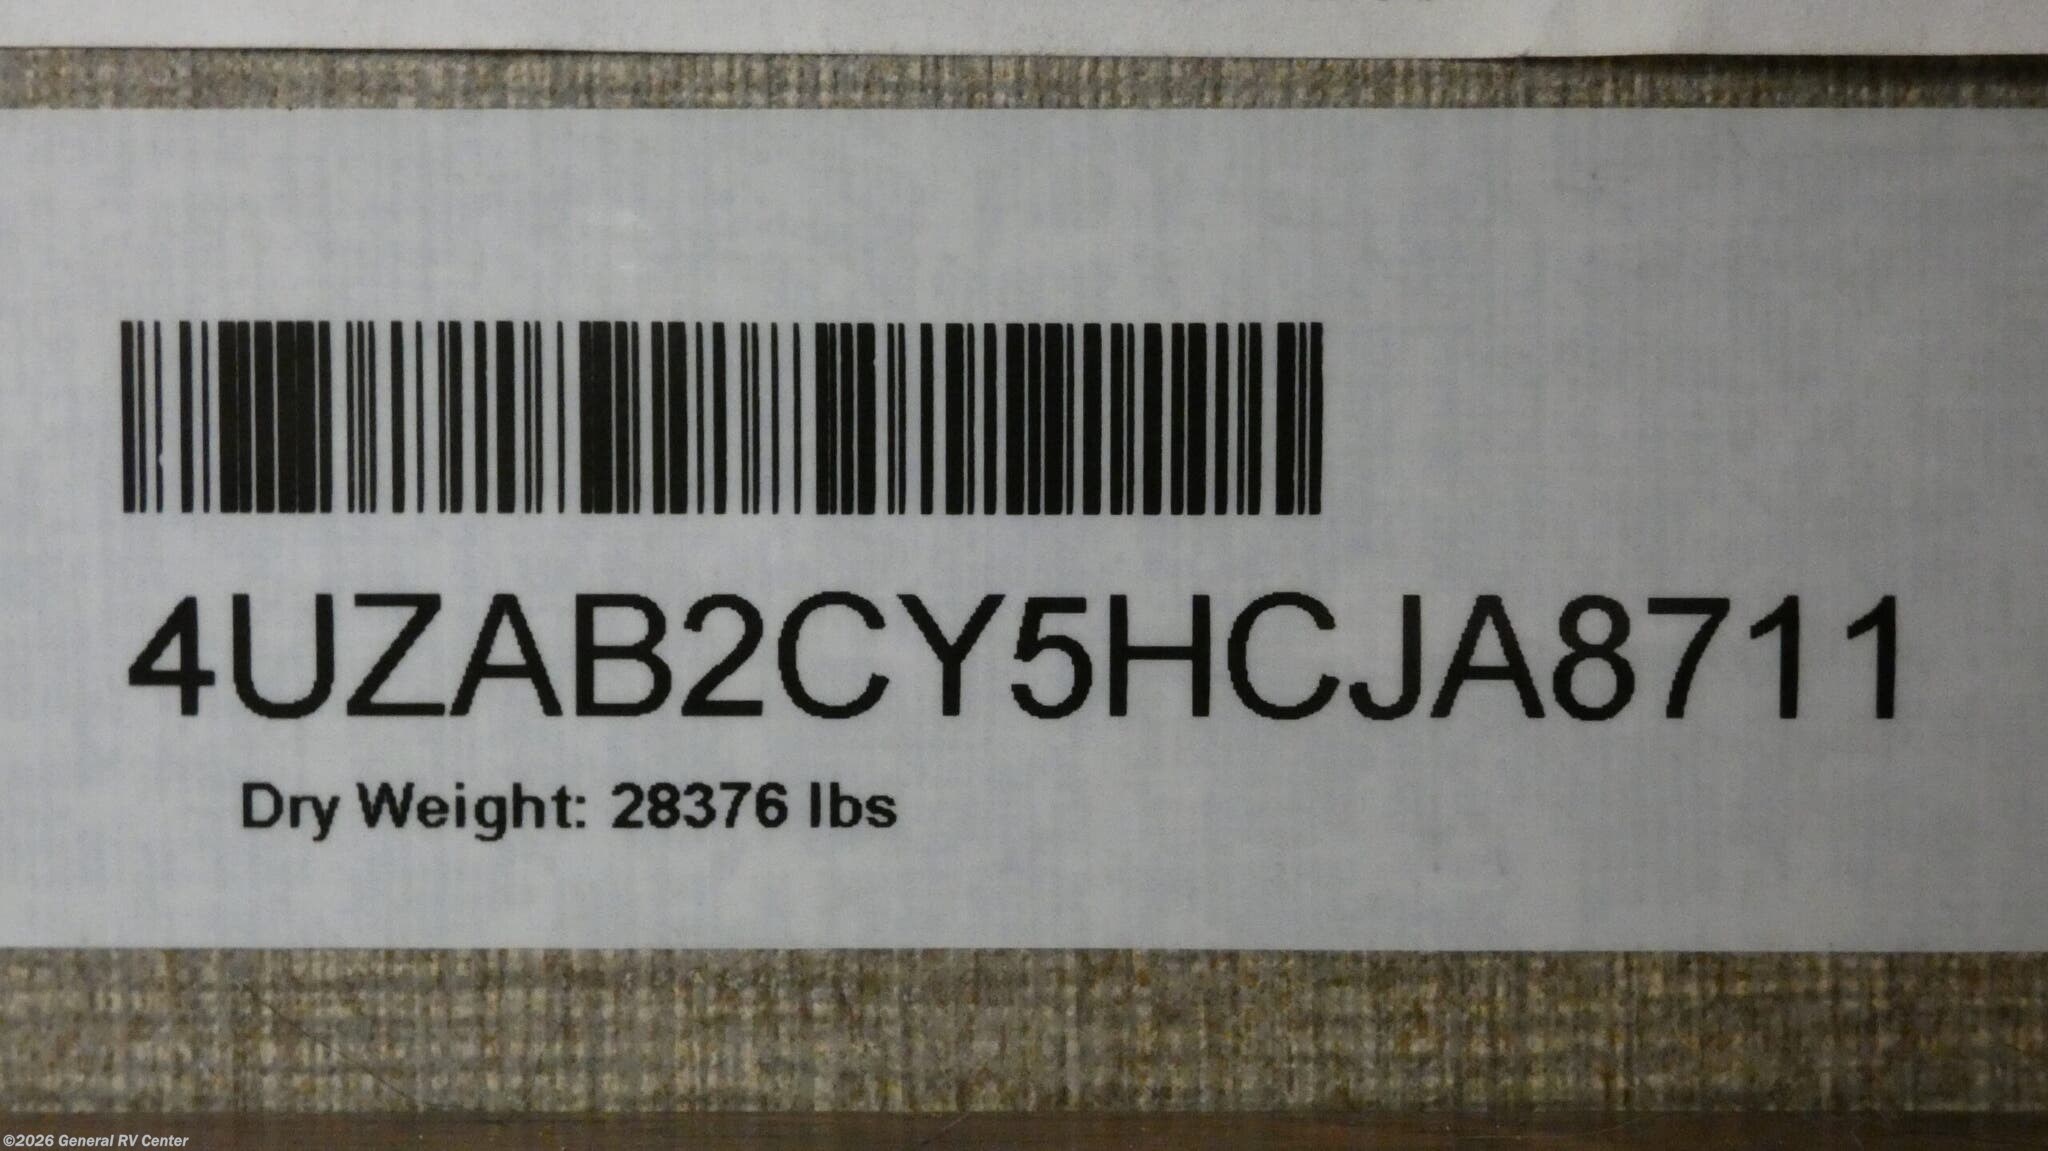 4UZAB2CY5HCJA8711
Dry Weight: 28376 lbs
©2026 General RV Center